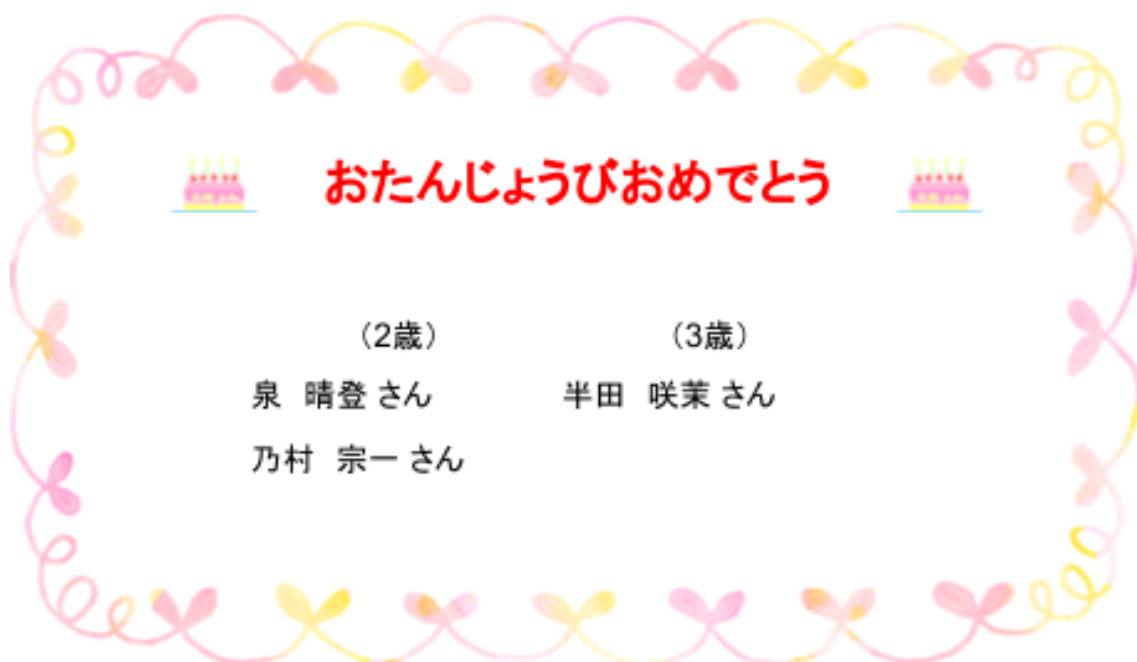 おたんじょうびおめでとう
（2歳）　（3歳）
泉　晴登 さん　半田　咲茉 さん
乃村　宗一 さん